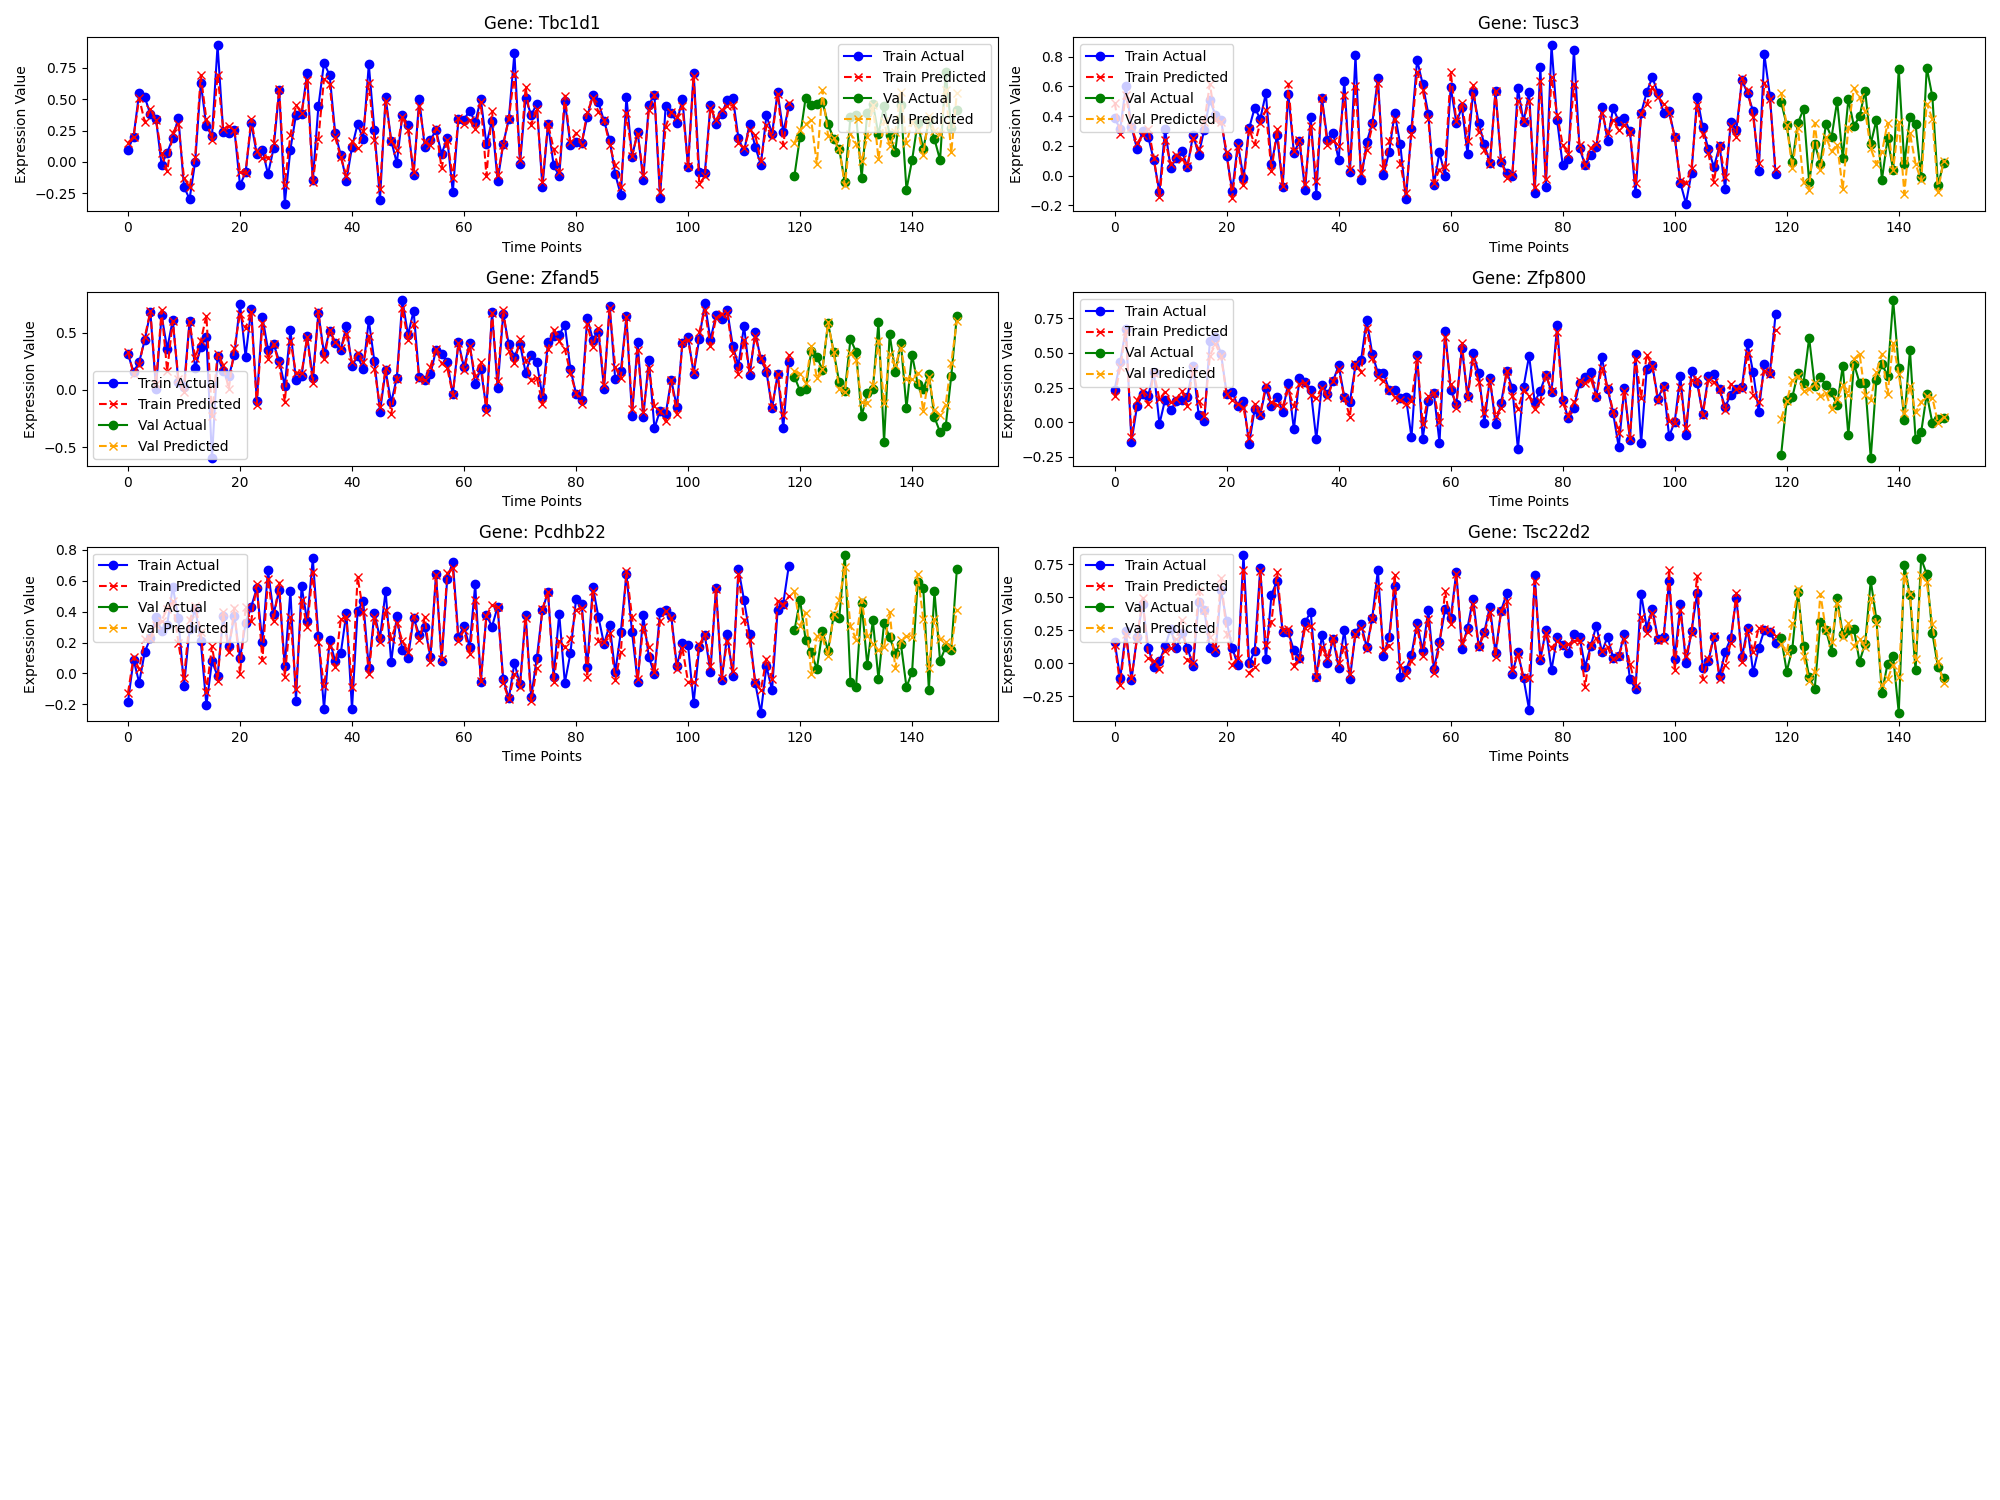 Gene: Tbc1d1
Expression Value
0.75
0.50
0.25
0.00
−0.25
Train Actual
Train Predicted
Val Actual
Val Predicted
0 20 40 60 80 100 120 140
Time Points
Gene: Tusc3
Expression Value
0.8
0.6
0.4
0.2
0.0
−0.2
Train Actual
Train Predicted
Val Actual
Val Predicted
0 20 40 60 80 100 120 140
Time Points
Gene: Zfand5
Expression Value
0.5
0.0
−0.5
Train Actual
Train Predicted
Val Actual
Val Predicted
0 20 40 60 80 100 120 140
Time Points
Gene: Zfp800
Expression Value
0.75
0.50
0.25
0.00
−0.25
Train Actual
Train Predicted
Val Actual
Val Predicted
0 20 40 60 80 100 120 140
Time Points
Gene: Pcdhb22
Expression Value
0.8
0.6
0.4
0.2
0.0
−0.2
Train Actual
Train Predicted
Val Actual
Val Predicted
0 20 40 60 80 100 120 140
Time Points
Gene: Tsc22d2
Expression Value
0.75
0.50
0.25
0.00
−0.25
Train Actual
Train Predicted
Val Actual
Val Predicted
0 20 40 60 80 100 120 140
Time Points